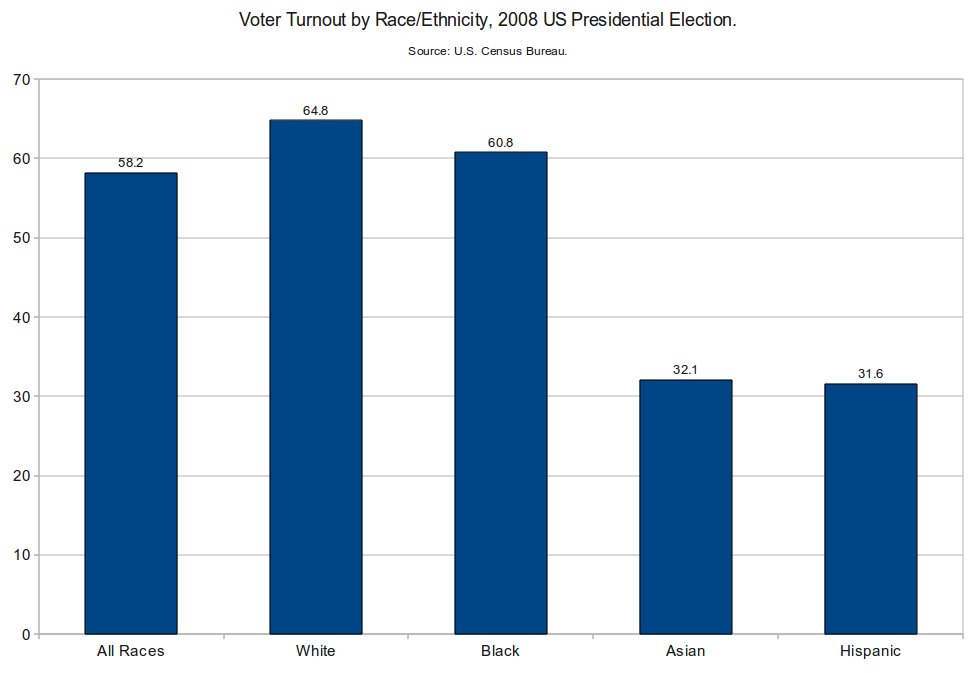 Voter Turnout by Race/Ethnicity, 2008 US Presidential Election.
Source: U.S. Census Bureau.
70
60
50
40
30
20
10
0
58.2
64.8
60.8
32.1
31.6
All Races
White
Black
Asian
Hispanic